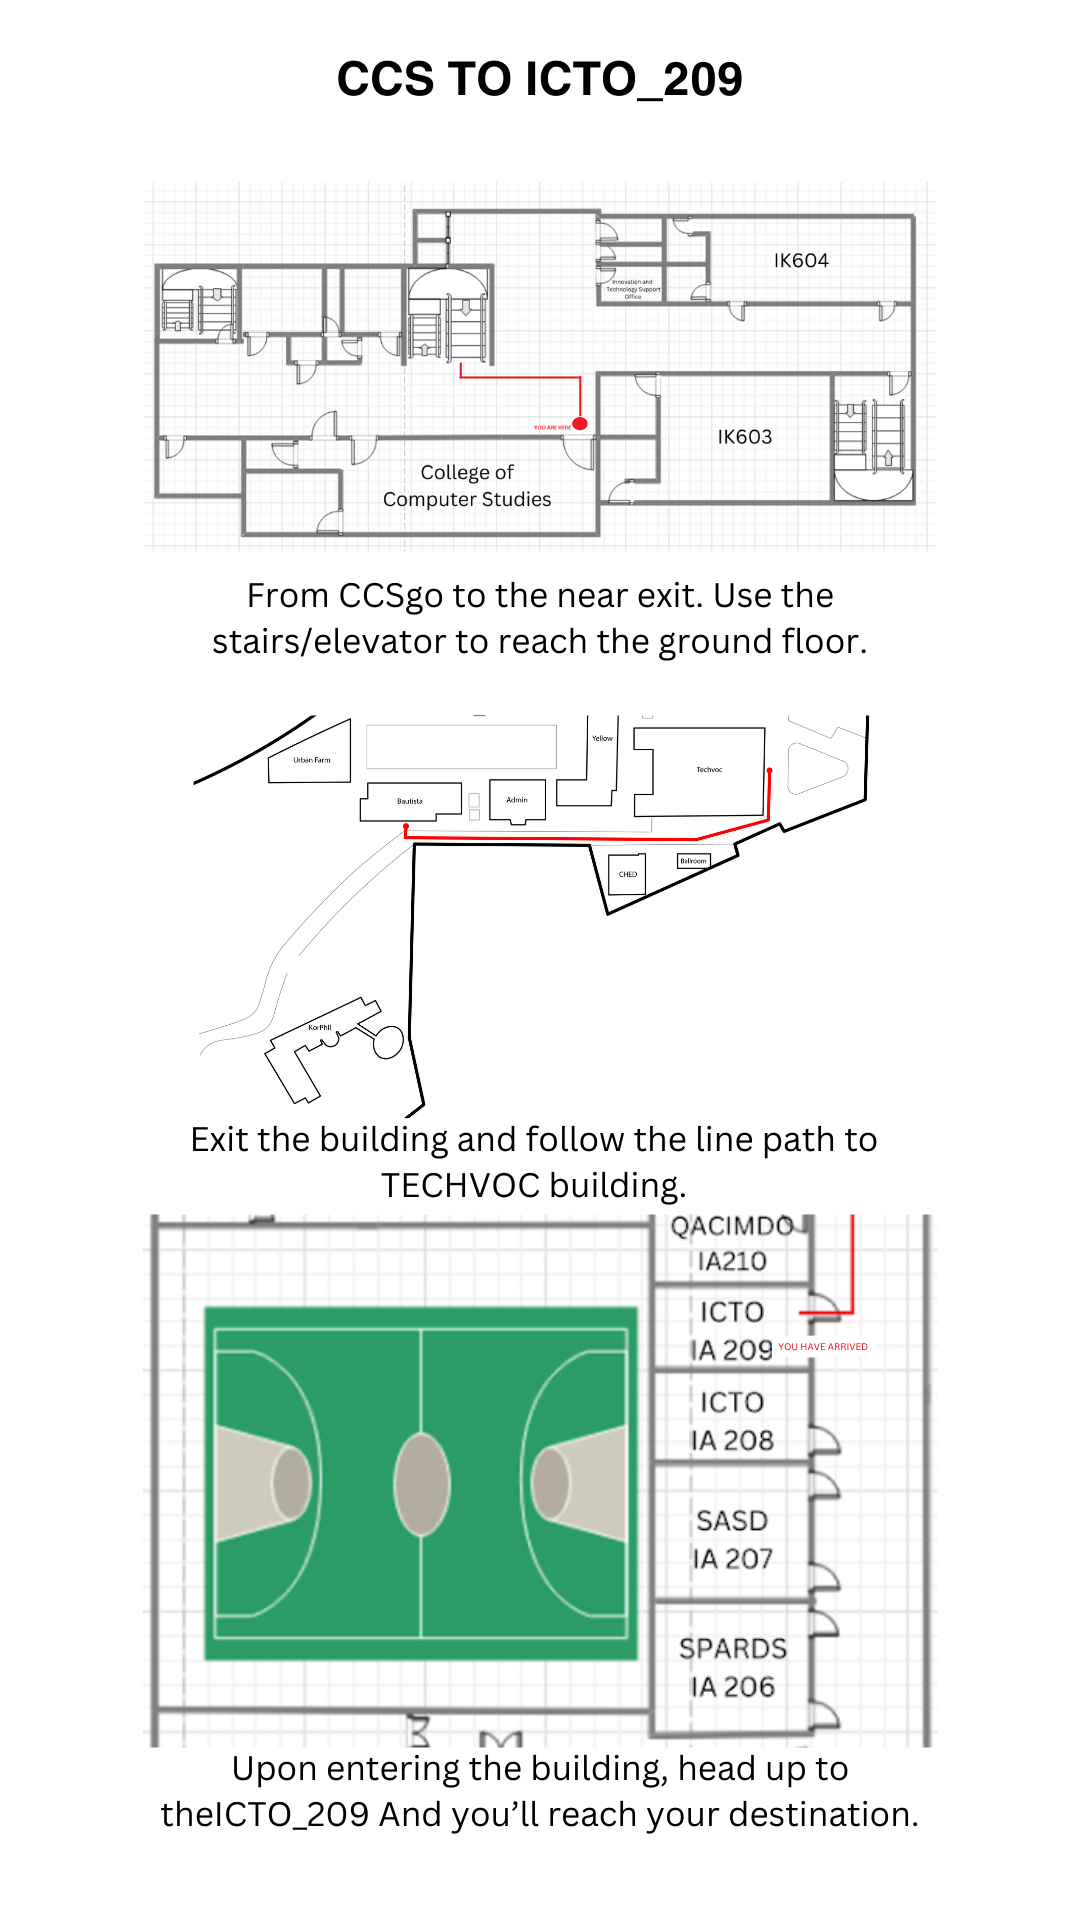 CCS TO ICTO_209
IK604
Innovation and
Technology Support
Office
YOU ARE HERE
IK603
College of
Computer Studies
From CCSgo to the near exit. Use the
stairs/elevator to reach the ground floor.
Urban Farm
Yellow
Techvoc
Bautista
Admin
CHED
Ballroom
KorPhil
Exit the building and follow the line path to
TECHVOC building.
QACIMDO
IA210
ICTO
IA 209
YOU HAVE ARRIVED
ICTO
IA 208
SASD
IA 207
SPARDS
IA 206
Upon entering the building, head up to
theICTO_209 And you’ll reach your destination.